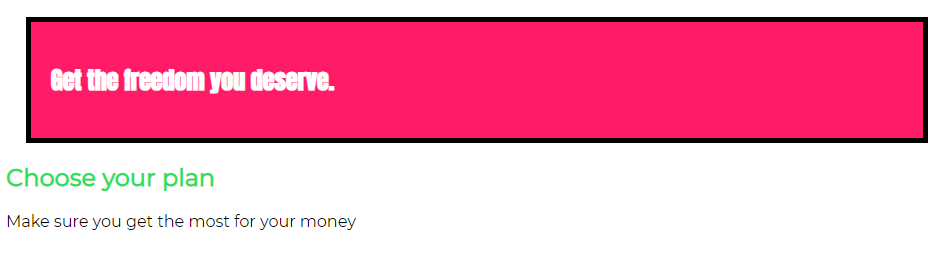 Get the freedom you deserve.
Choose your plan
Make sure you get the most for your money